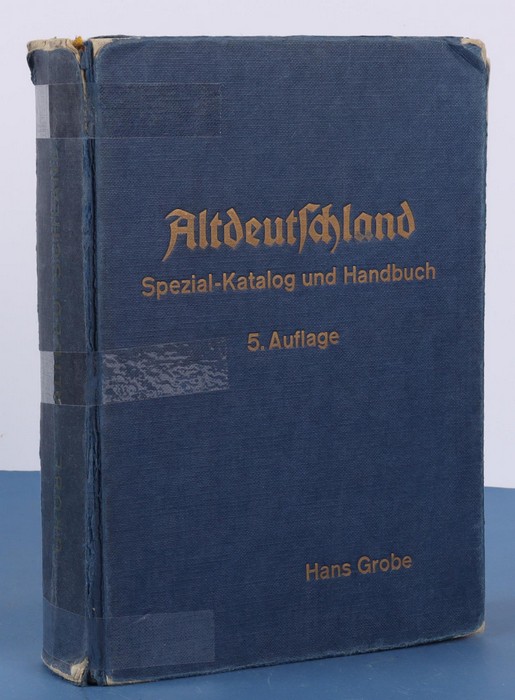 Altdeutschland
Spezial-Katalog und Handbuch
5. Auflage
Hans Grobe